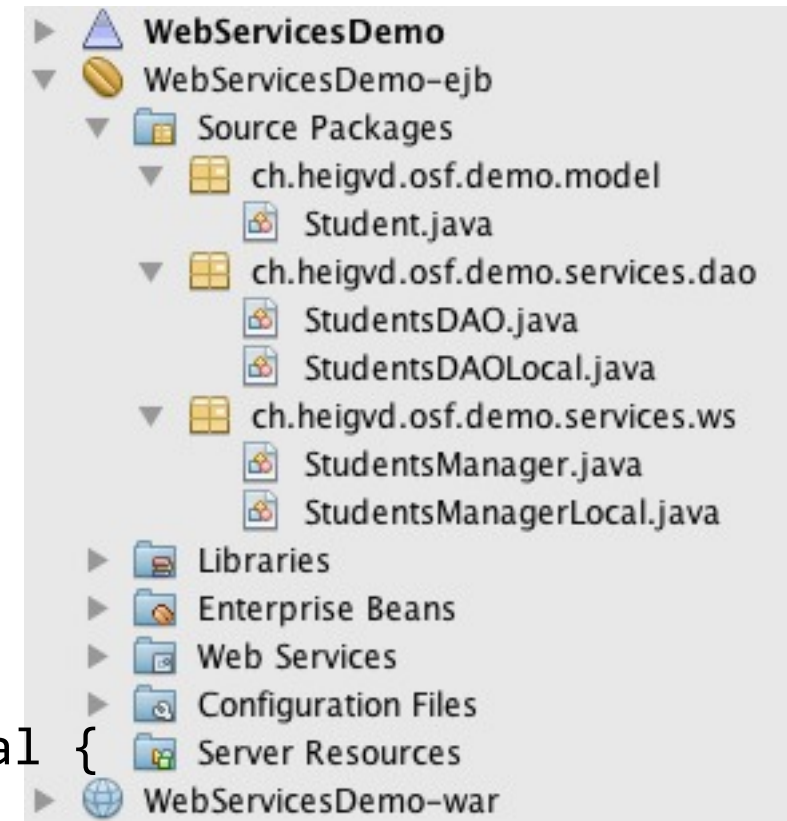 WebServicesDemo
WebServicesDemo-ejb
Source Packages
ch.heigvd.osf.demo.model
Student.java
ch.heigvd.osf.demo.services.dao
StudentsDAO.java
StudentsDAOLocal.java
ch.heigvd.osf.demo.services.ws
StudentsManager.java
StudentsManagerLocal.java
Libraries
Enterprise Beans
Web Services
Configuration Files
al { Server Resources
WebServicesDemo-war